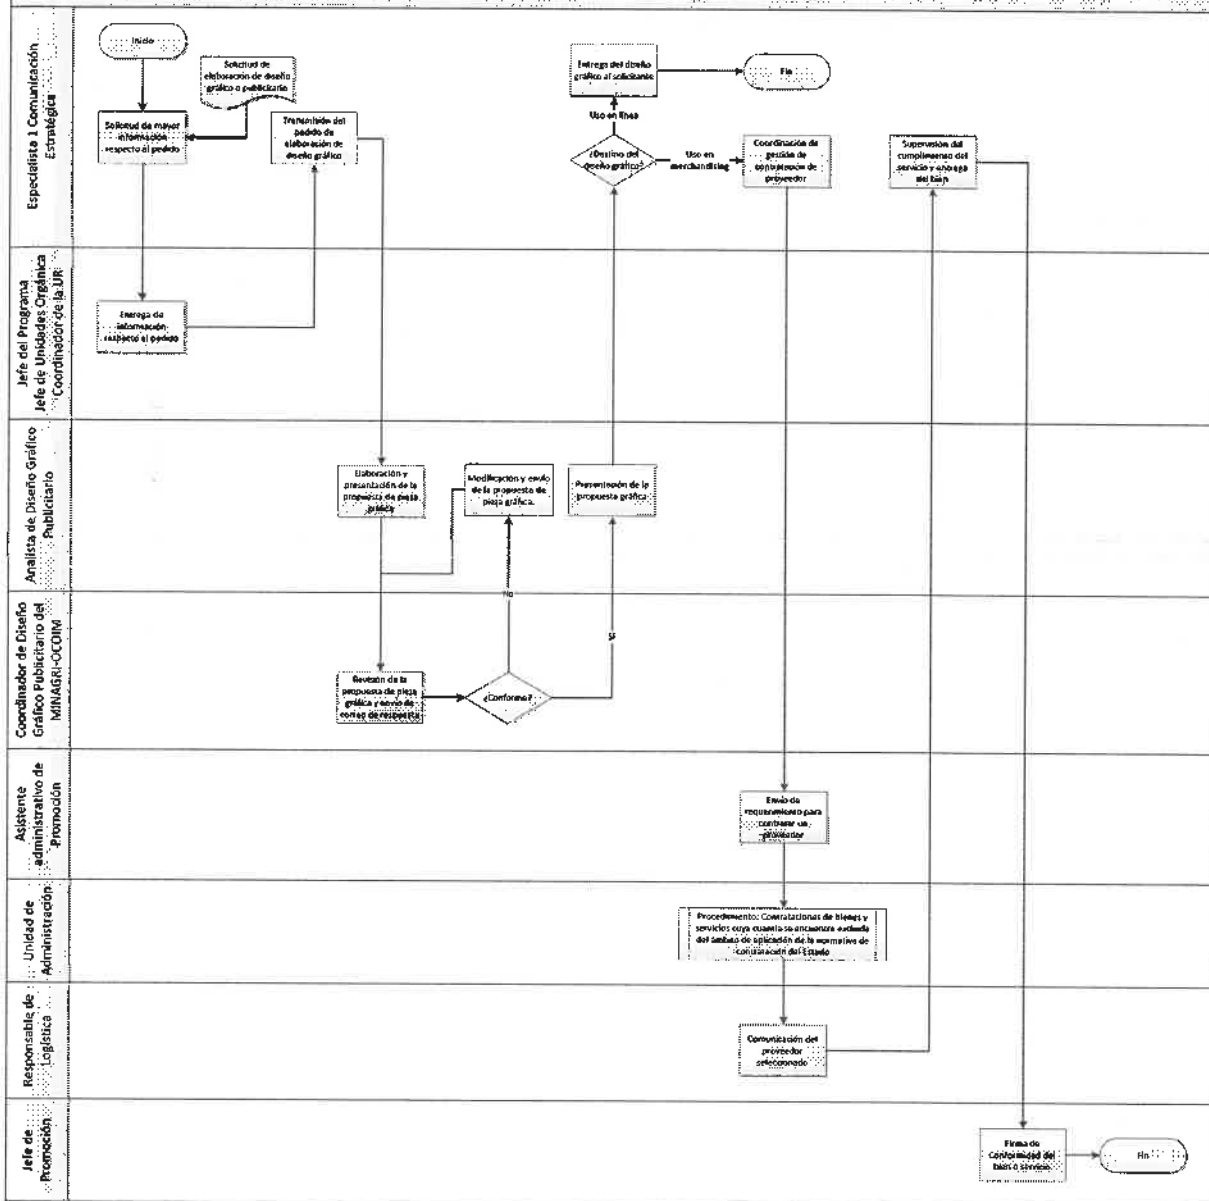 Especialista 1 Comunicación
Estratégica
Inicio
Solicitud de
elaboración de diseño
gráfico o publicitario
Solicitud de mayor
información
respecto al pedido
Transmisión del
pedido de
elaboración de
diseño gráfico
Entrega del diseño
gráfico al solicitante
Fin
Uso en línea
¿Destino del
diseño gráfico?
Uso en
merchandising
Coordinación de
gestión de
contratación de
proveedor
Supervisión del
cumplimiento del
servicio y entrega
del bien
Jefe del Programa
Jefe de Unidades Orgánica
Coordinador de la UR
Entrega de
información
respecto al pedido
Analista de Diseño Gráfico
Publicitario
Elaboración y
presentación de la
propuesta de pieza
gráfica
Modificación y envío
de la propuesta de
pieza gráfica.
Presentación de la
propuesta gráfica
Coordinador de Diseño
Gráfico Publicitario del
MINAGRI-OCOIM
No
SI
Revisión de la
propuesta de pieza
gráfica y envío de
correo de respuesta
¿Conforme?
Asistente
administrativo de
Promoción
Envío de
requerimiento para
contratar un
proveedor
Unidad de
Administración
Procedimiento: Contrataciones de bienes y
servicios cuya cuantía se encuentra excluida
del ámbito de aplicación de la normativa de
contratación del Estado
Responsable de
Logística
Comunicación del
proveedor
seleccionado
Jefe de
Promoción
Firma de
Conformidad del
bien o servicio.
Fin